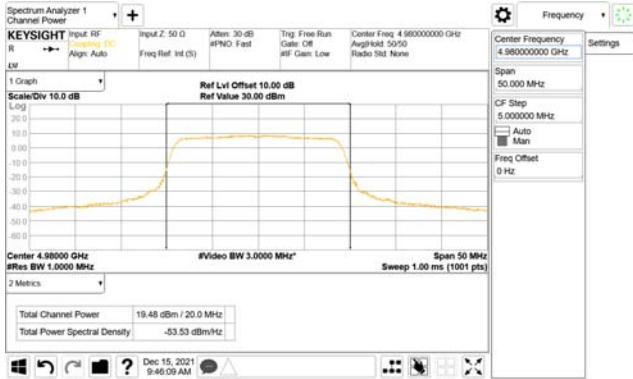 Spectrum Analyzer 1
Channel Power
Frequency
KEYSIGHT
R
Input: RF
Coupling: DC
Align: Auto
Input Z: 50 Ω
Freq Ref: Int (S)
Atten: 30 dB
#PNO: Fast
Trig: Free Run
Gate: Off
#IF Gain: Low
Center Freq: 4.980000000 GHz
Avg|Hold: 50/50
Radio Std: None
1 Graph
Scale/Div 10.0 dB
Ref Lvl Offset 10.00 dB
Ref Value 30.00 dBm
Log
20.0
10.0
0.00
-10.0
-20.0
-30.0
-40.0
-50.0
-60.0
Center 4.98000 GHz
#Res BW 1.0000 MHz
#Video BW 3.0000 MHz*
Span 50 MHz
Sweep 1.00 ms (1001 pts)
2 Metrics
Total Channel Power 19.48 dBm / 20.0 MHz
Total Power Spectral Density -53.53 dBm/Hz
?
Dec 15, 2021
9:46:09 AM
Center Frequency
4.980000000 GHz
Settings
Span
50.000 MHz
CF Step
5.000000 MHz
Auto
Man
Freq Offset
0 Hz